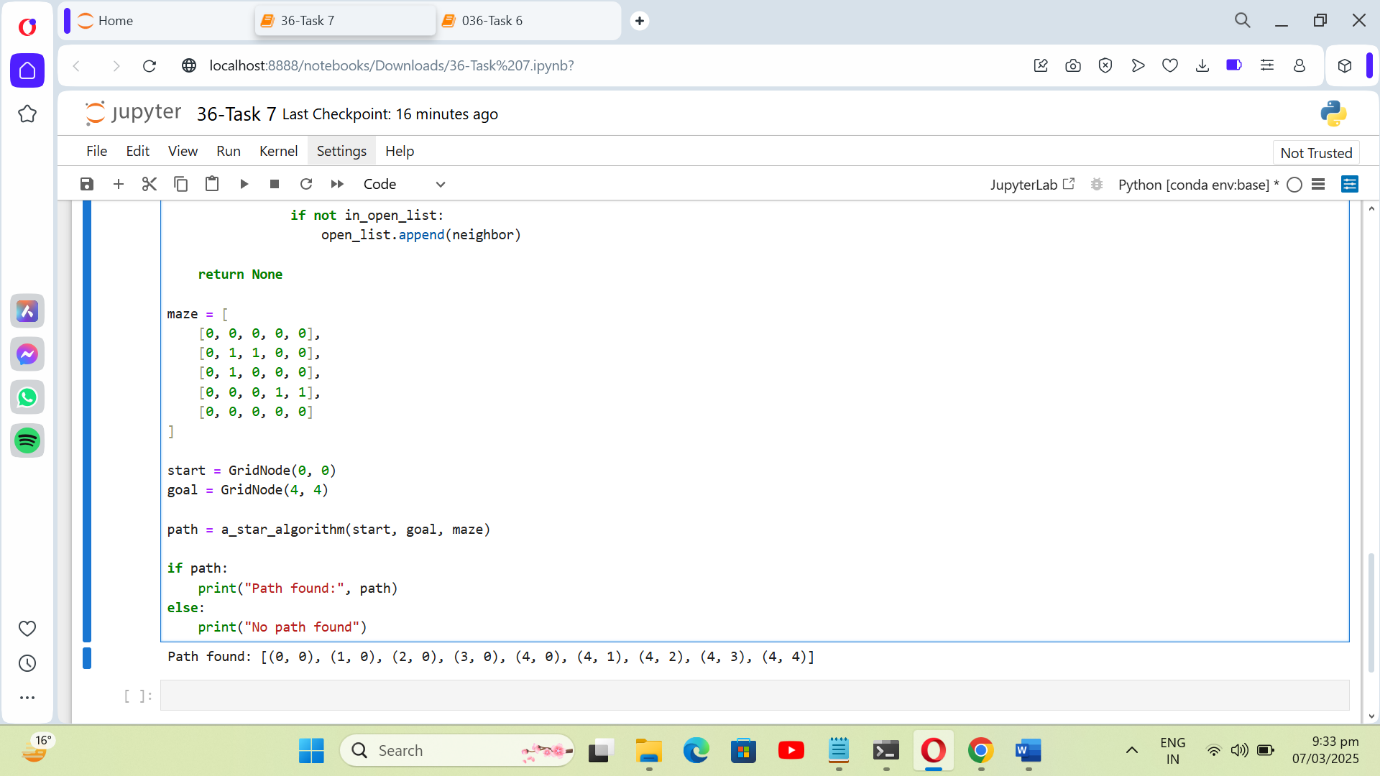 Home
36-Task 7
036-Task 6
localhost:8888/notebooks/Downloads/36-Task%207.ipynb?
jupyter 36-Task 7 Last Checkpoint: 16 minutes ago
File Edit View Run Kernel Settings Help
Not Trusted
Code
JupyterLab
Python [conda env:base] *
if not in_open_list:
open_list.append(neighbor)
return None
maze = [
[0, 0, 0, 0, 0],
[0, 1, 1, 0, 0],
[0, 1, 0, 0, 0],
[0, 0, 0, 1, 1],
[0, 0, 0, 0, 0]
]
start = GridNode(0, 0)
goal = GridNode(4, 4)
path = a_star_algorithm(start, goal, maze)
if path:
print("Path found:", path)
else:
print("No path found")
Path found: [(0, 0), (1, 0), (2, 0), (3, 0), (4, 0), (4, 1), (4, 2), (4, 3), (4, 4)]
[ ]:
16°
Search
ENG
IN
9:33 pm
07/03/2025